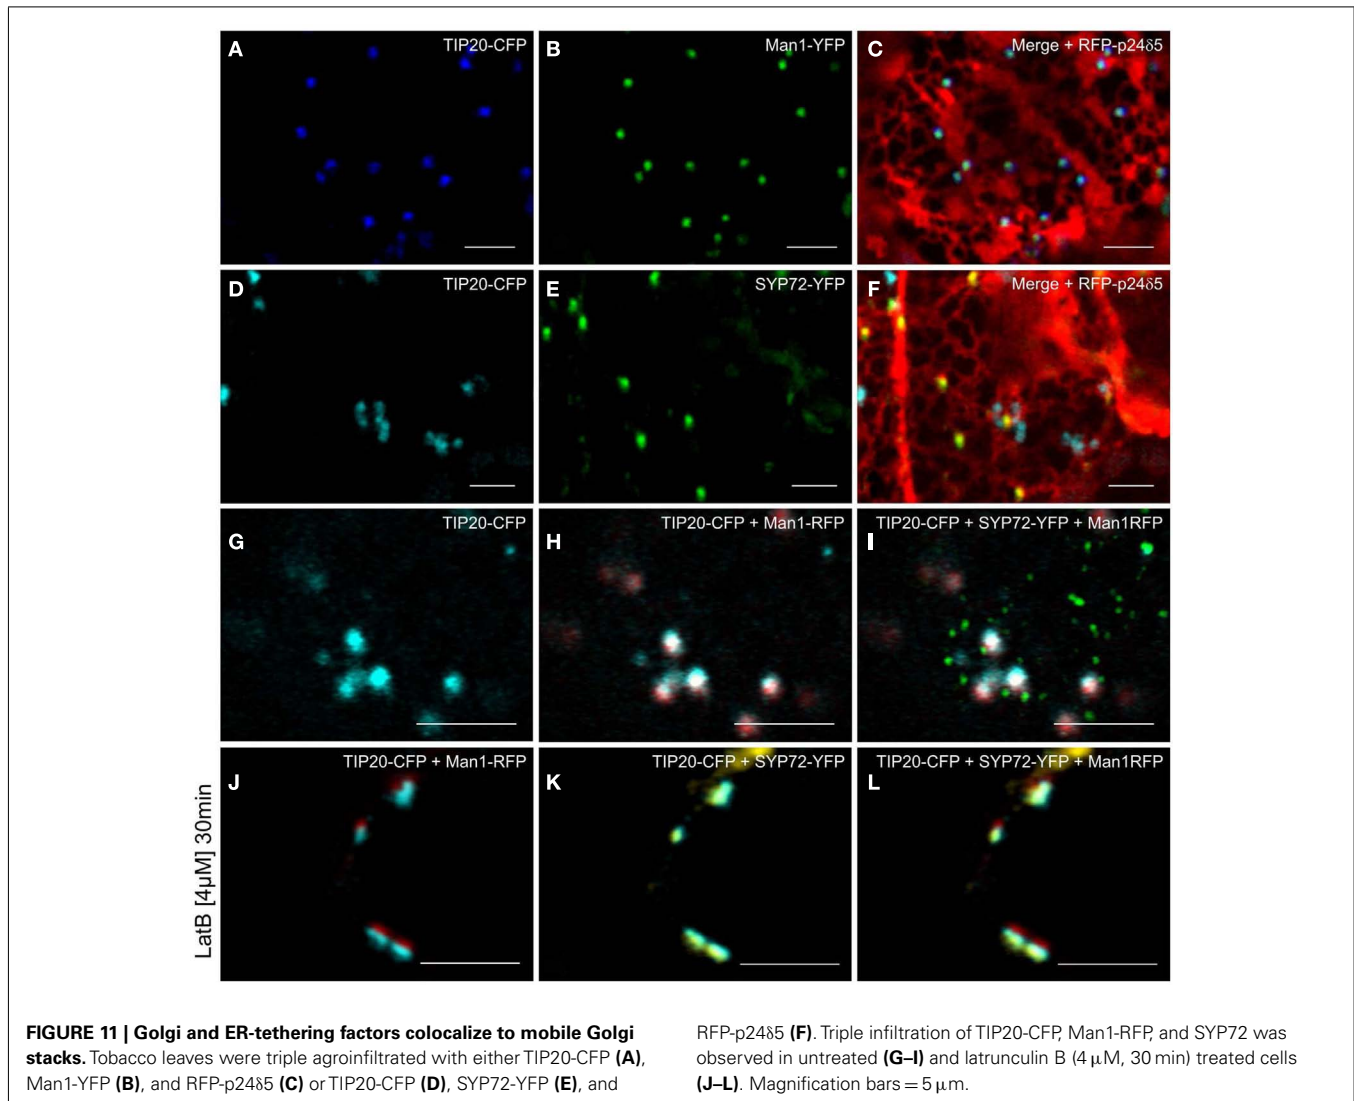 A TIP20-CFP
B Man1-YFP
C Merge + RFP-p24δ5
D TIP20-CFP
E SYP72-YFP
F Merge + RFP-p24δ5
G TIP20-CFP
H TIP20-CFP + Man1-RFP
I TIP20-CFP + SYP72-YFP + Man1RFP
LatB [4µM] 30min
J TIP20-CFP + Man1-RFP
K TIP20-CFP + SYP72-YFP
L TIP20-CFP + SYP72-YFP + Man1RFP
FIGURE 11 | Golgi and ER-tethering factors colocalize to mobile Golgi
stacks. Tobacco leaves were triple agroinfiltrated with either TIP20-CFP (A),
Man1-YFP (B), and RFP-p24δ5 (C) or TIP20-CFP (D), SYP72-YFP (E), and
RFP-p24δ5 (F). Triple infiltration of TIP20-CFP, Man1-RFP, and SYP72 was
observed in untreated (G–I) and latrunculin B (4 µM, 30 min) treated cells
(J–L). Magnification bars = 5 µm.